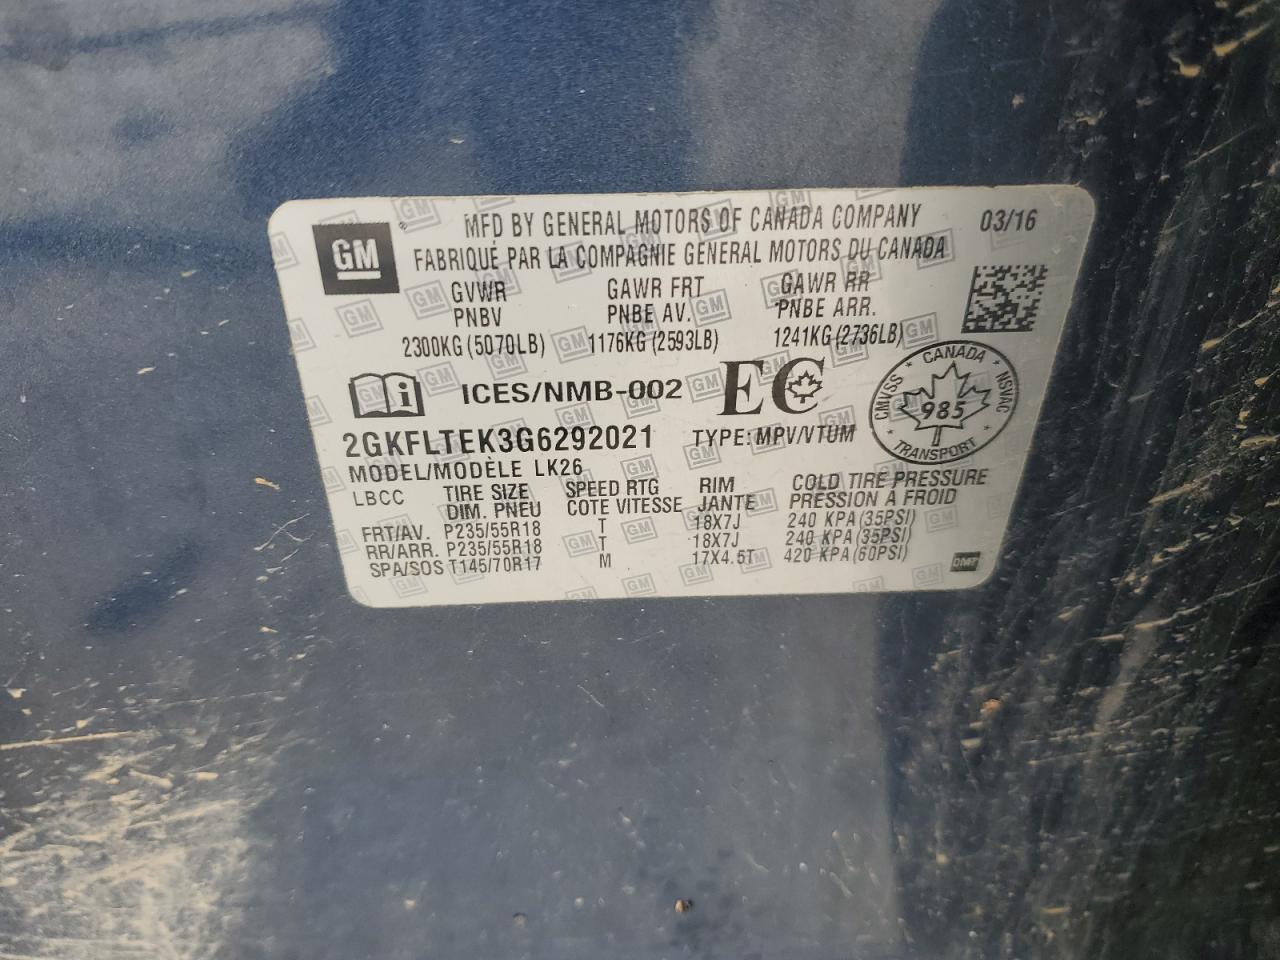 GM
MFD BY GENERAL MOTORS OF CANADA COMPANY 03/16
FABRIQUÉ PAR LA COMPAGNIE GENERAL MOTORS DU CANADA
GVWR GAWR FRT GAWR RR
PNBV PNBE AV. PNBE ARR.
2300KG (5070LB) 1176KG (2593LB) 1241KG (2736LB)
i ICES/NMB-002 EC
CANADA
CMVSS NSVAC
985
TRANSPORT
2GKFLTEK3G6292021 TYPE: MPV/VTUM
MODEL/MODÈLE LK26
LBCC TIRE SIZE SPEED RTG RIM COLD TIRE PRESSURE
DIM. PNEU COTE VITESSE JANTE PRESSION A FROID
FRT/AV. P235/55R18 T 18X7J 240 KPA (35PSI)
RR/ARR. P235/55R18 T 18X7J 240 KPA (35PSI)
SPA/SOS T145/70R17 M 17X4.5T 420 KPA (60PSI)
DMT